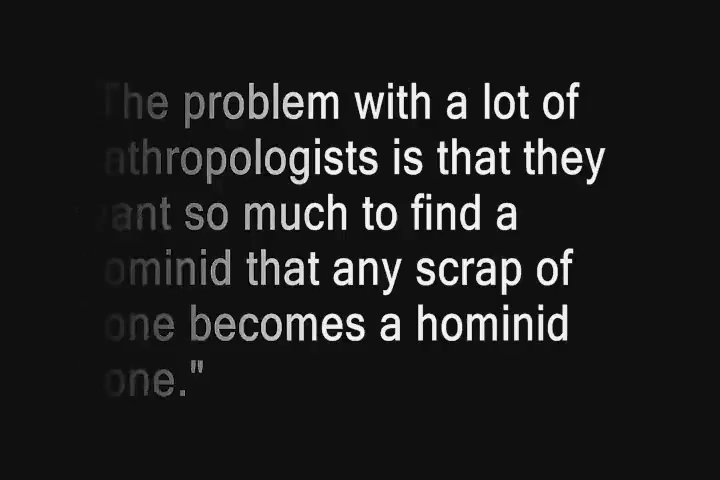 The problem with a lot of
athropologists is that they
want so much to find a
hominid that any scrap of
bone becomes a hominid
bone."